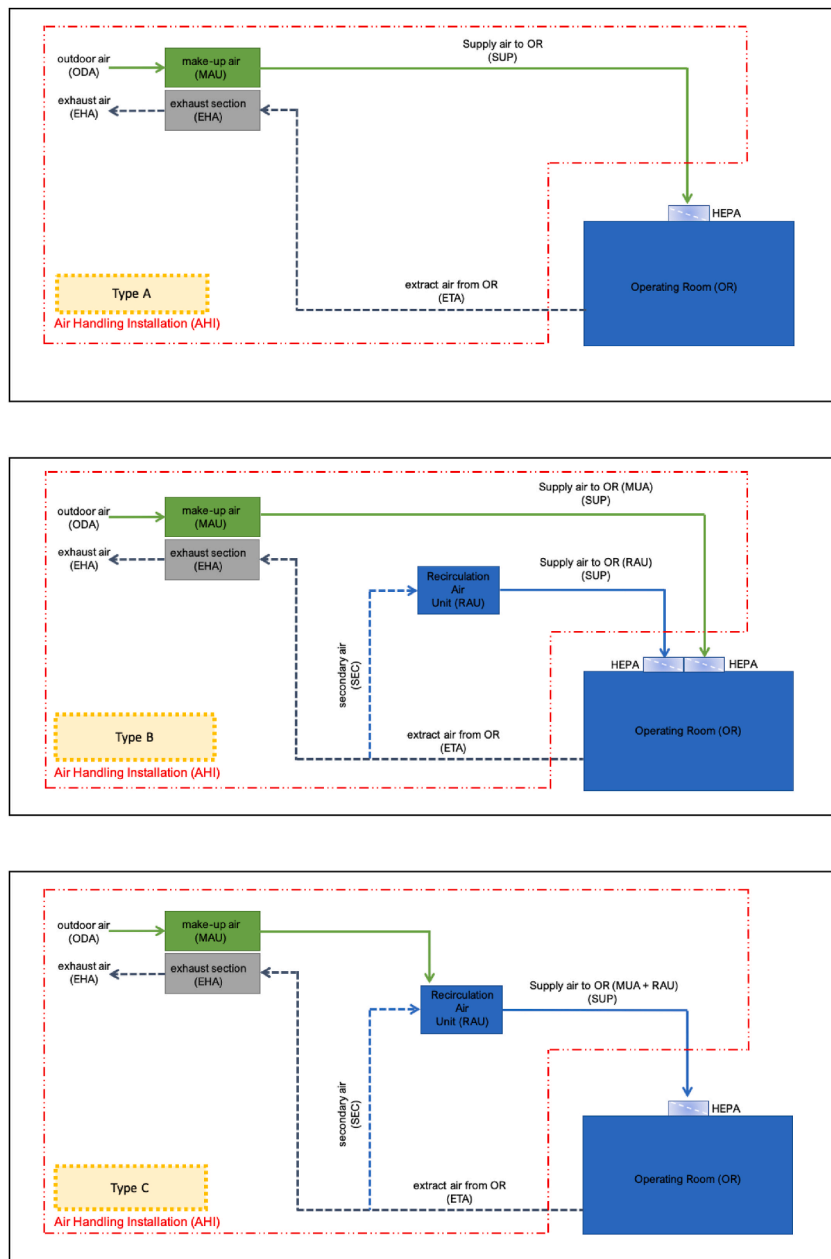 outdoor air
(ODA)
make-up air
(MAU)
Supply air to OR
(SUP)
exhaust air
(EHA)
exhaust section
(EHA)
HEPA
Operating Room (OR)
extract air from OR
(ETA)
Type A
Air Handling Installation (AHI)
outdoor air
(ODA)
make-up air
(MAU)
Supply air to OR (MUA)
(SUP)
exhaust air
(EHA)
exhaust section
(EHA)
Recirculation
Air
Unit (RAU)
Supply air to OR (RAU)
(SUP)
secondary air
(SEC)
HEPA
HEPA
Operating Room (OR)
extract air from OR
(ETA)
Type B
Air Handling Installation (AHI)
outdoor air
(ODA)
make-up air
(MAU)
exhaust air
(EHA)
exhaust section
(EHA)
Recirculation
Air
Unit (RAU)
Supply air to OR (MUA + RAU)
(SUP)
secondary air
(SEC)
HEPA
Operating Room (OR)
extract air from OR
(ETA)
Type C
Air Handling Installation (AHI)